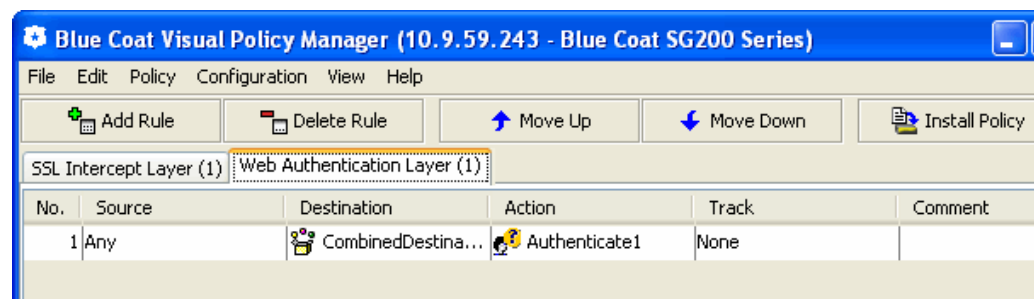 Blue Coat Visual Policy Manager (10.9.59.243 - Blue Coat SG200 Series)
File Edit Policy Configuration View Help
Add Rule Delete Rule Move Up Move Down Install Policy
SSL Intercept Layer (1) Web Authentication Layer (1)
No. Source Destination Action Track Comment
1 Any CombinedDestina... Authenticate1 None